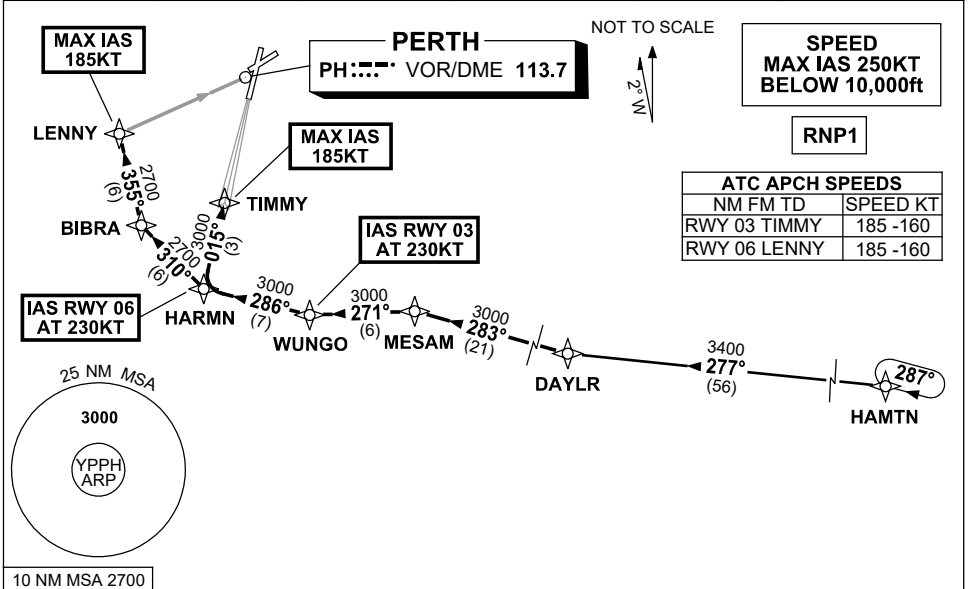 MAX IAS
185KT
PERTH
PH VOR/DME 113.7
NOT TO SCALE
2° W
SPEED
MAX IAS 250KT
BELOW 10,000ft
RNP1
LENNY
MAX IAS
185KT
TIMMY
ATC APCH SPEEDS
NM FM TD SPEED KT
RWY 03 TIMMY 185 -160
RWY 06 LENNY 185 -160
2700
355°
(6)
BIBRA
2700
310°
(6)
3000
015°
(3)
IAS RWY 03
AT 230KT
IAS RWY 06
AT 230KT
HARMN
286°
(7)
WUNGO
3000
271°
(6)
MESAM
3000
283°
(21)
DAYLR
3400
277°
(56)
287°
HAMTN
25 NM MSA
3000
YPPH
ARP
10 NM MSA 2700